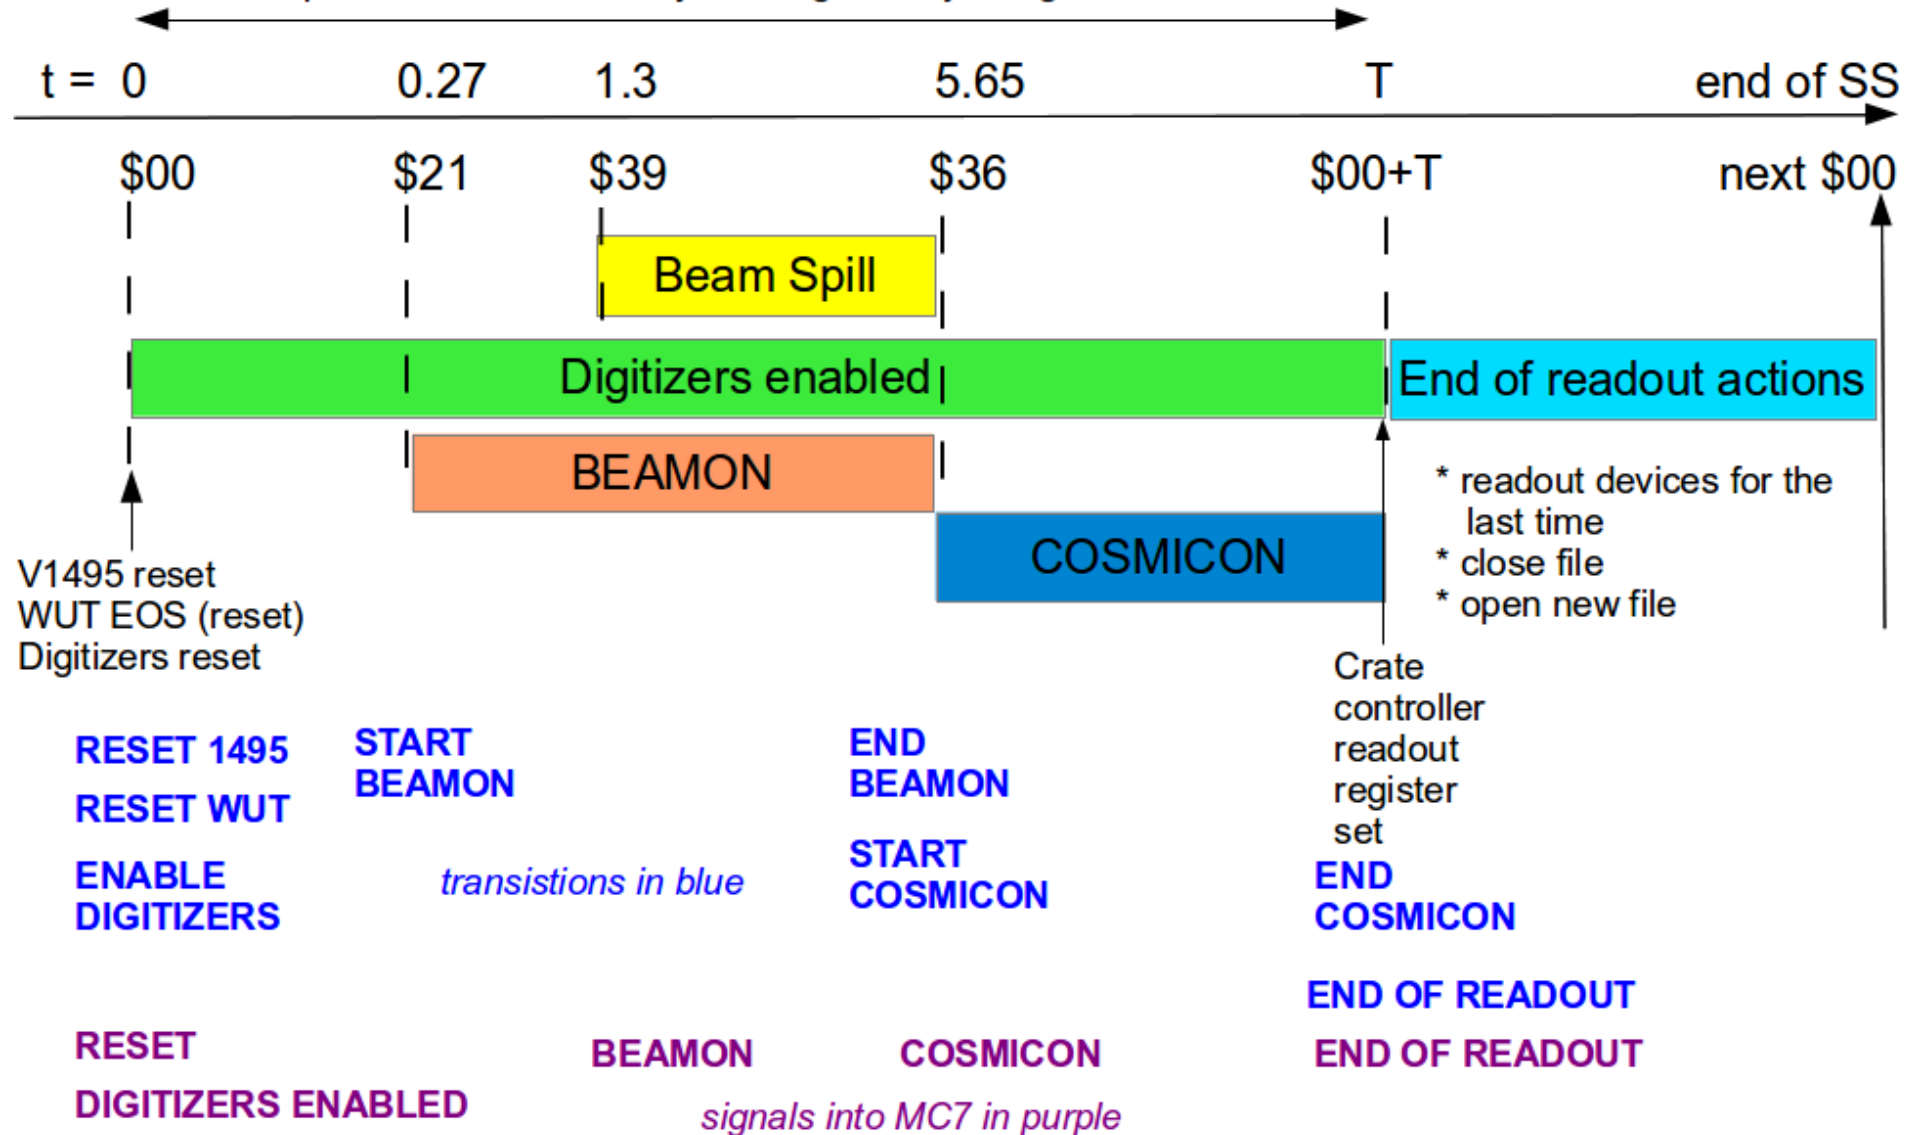 t = 0 0.27 1.3 5.65 T end of SS
$00 $21 $39 $36 $00+T next $00
Beam Spill
Digitizers enabled
End of readout actions
BEAMON
COSMICON
* readout devices for the
last time
* close file
* open new file
V1495 reset
WUT EOS (reset)
Digitizers reset
Crate
controller
readout
register
set
RESET 1495
RESET WUT
ENABLE
DIGITIZERS
START
BEAMON
transistions in blue
END
BEAMON
START
COSMICON
END
COSMICON
END OF READOUT
RESET
DIGITIZERS ENABLED
BEAMON
COSMICON
END OF READOUT
signals into MC7 in purple